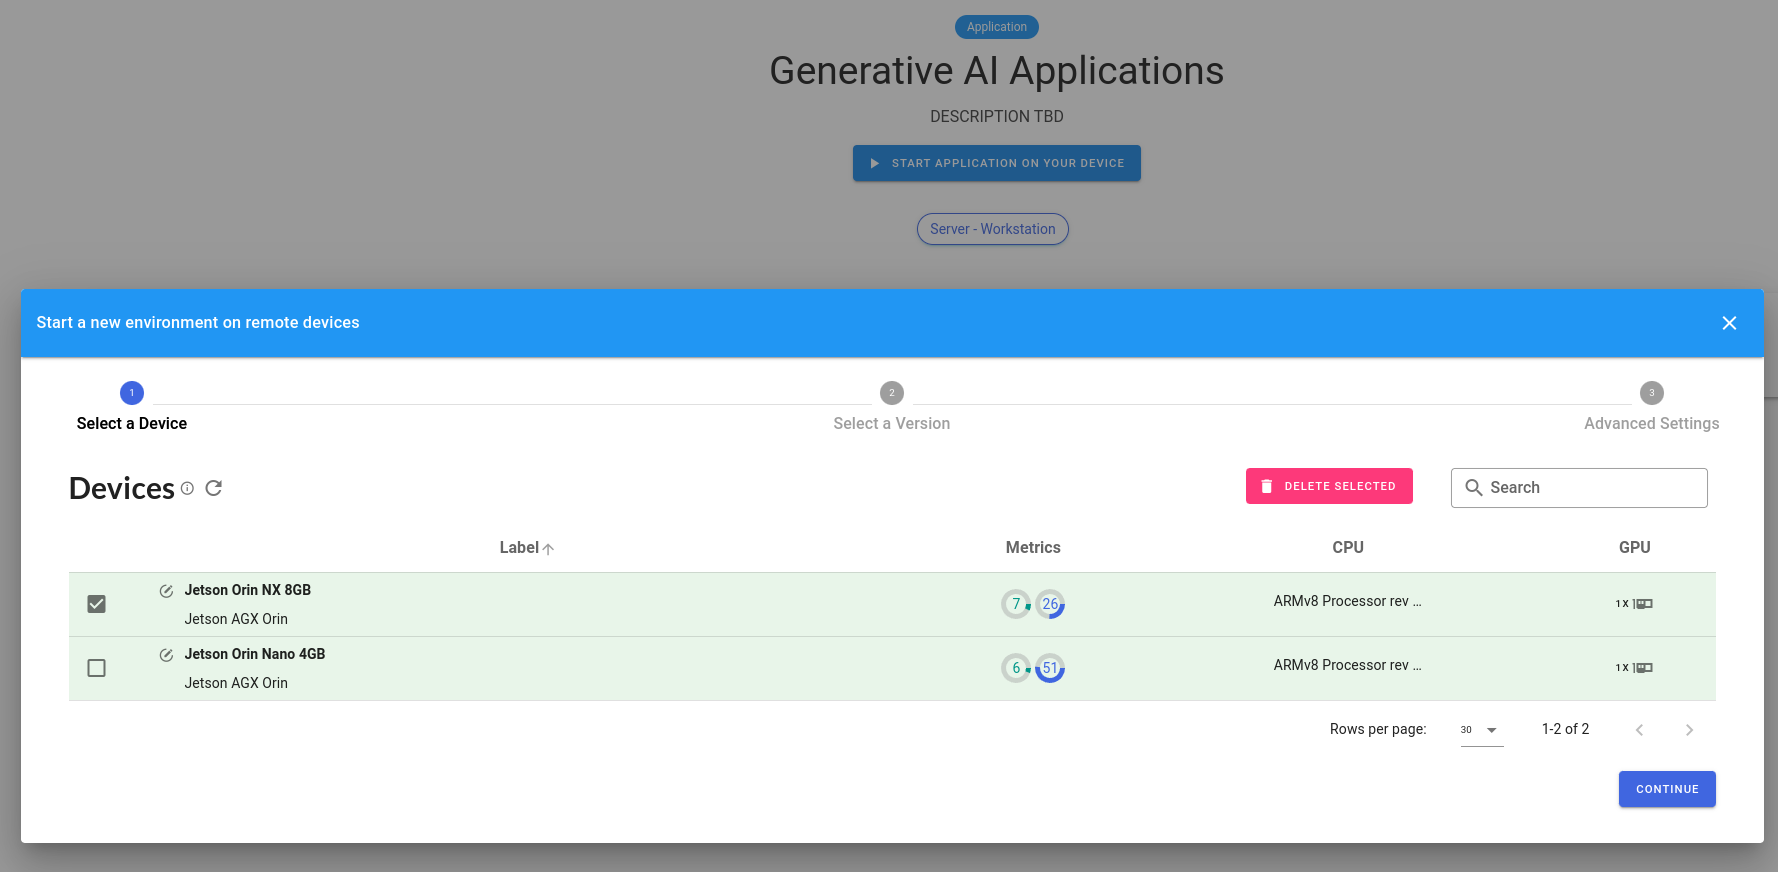 Application
Generative AI Applications
DESCRIPTION TBD
START APPLICATION ON YOUR DEVICE
Server - Workstation
Start a new environment on remote devices
1 2 3
Select a Device Select a Version Advanced Settings
Devices DELETE SELECTED Search
Label Metrics CPU GPU
Jetson Orin NX 8GB
7 26 ARMv8 Processor rev ... 1 X
Jetson AGX Orin
Jetson Orin Nano 4GB
6 51 ARMv8 Processor rev ... 1 X
Jetson AGX Orin
Rows per page: 30 1-2 of 2
CONTINUE